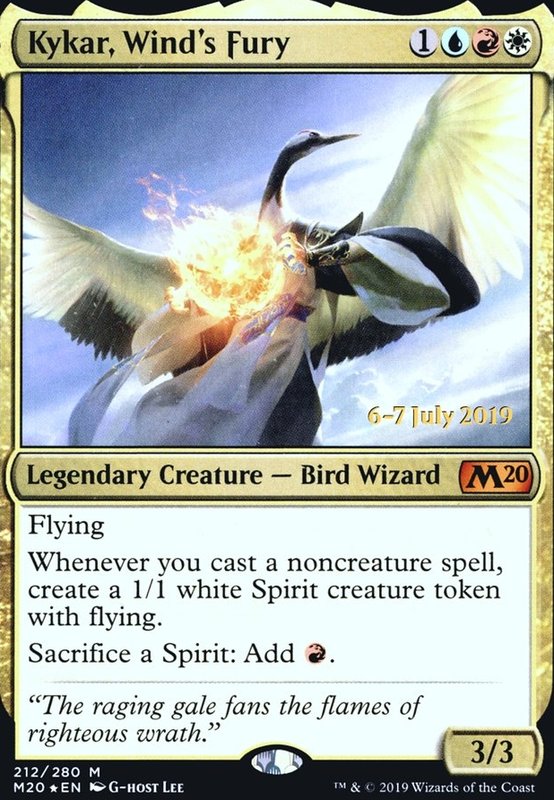 Kykar, Wind's Fury
1
6–7 July 2019
Legendary Creature — Bird Wizard
M20
Flying
Whenever you cast a noncreature spell,
create a 1/1 white Spirit creature token
with flying.
Sacrifice a Spirit: Add .
“The raging gale fans the flames of
righteous wrath.”
3/3
212/280 M
M20 ★ EN G-host Lee
™ & © 2019 Wizards of the Coast